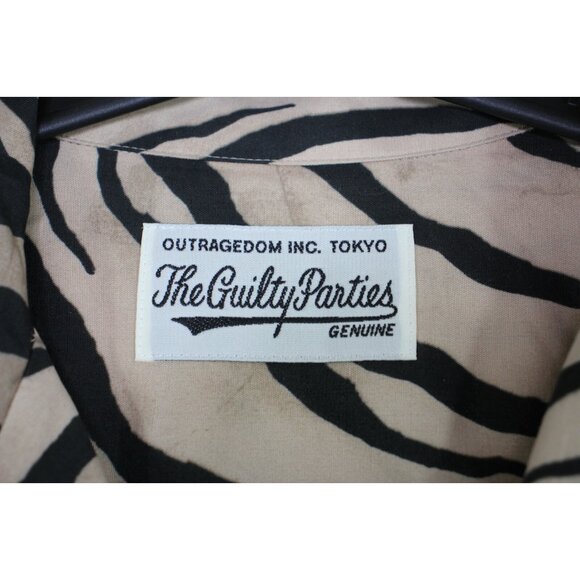 OUTRAGEDOM INC. TOKYO
The Guilty Parties
GENUINE